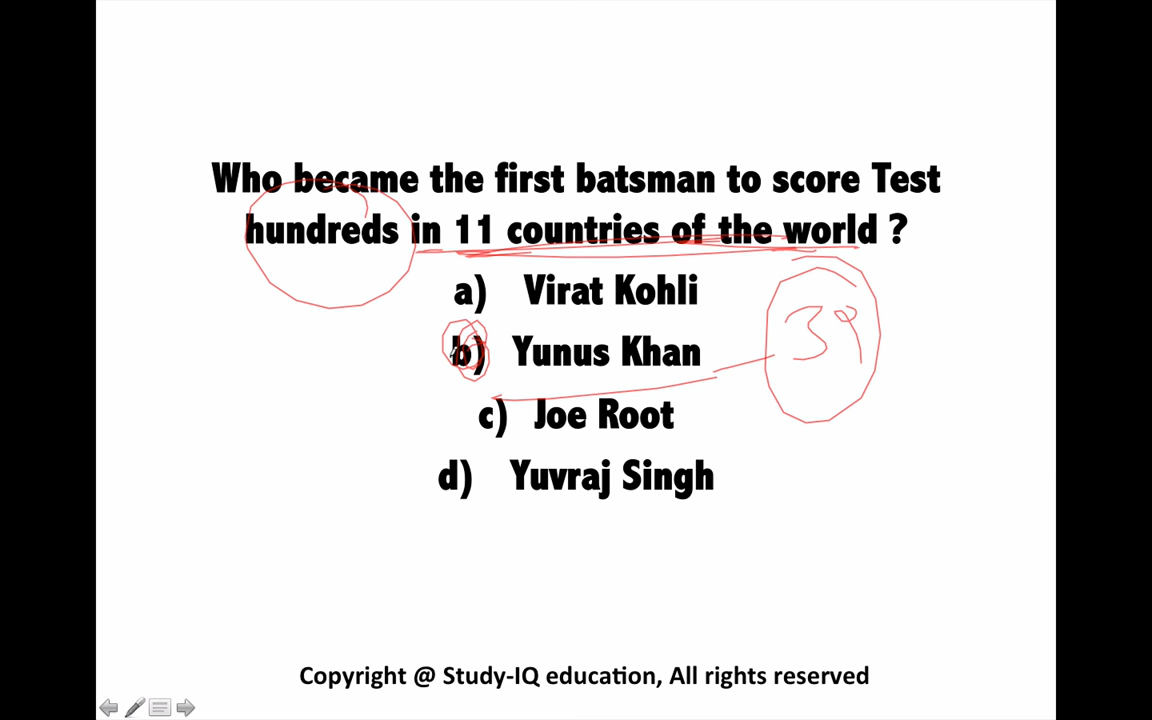 Who became the first batsman to score Test
hundreds in 11 countries of the world ?
a) Virat Kohli
b) Yunus Khan
39
c) Joe Root
d) Yuvraj Singh
Copyright @ Study-IQ education, All rights reserved